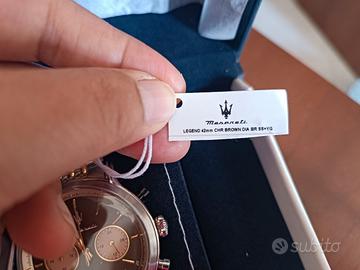 Maserati
LEGEND 42mm CHR BROWN DIA BR SS+YG
subito